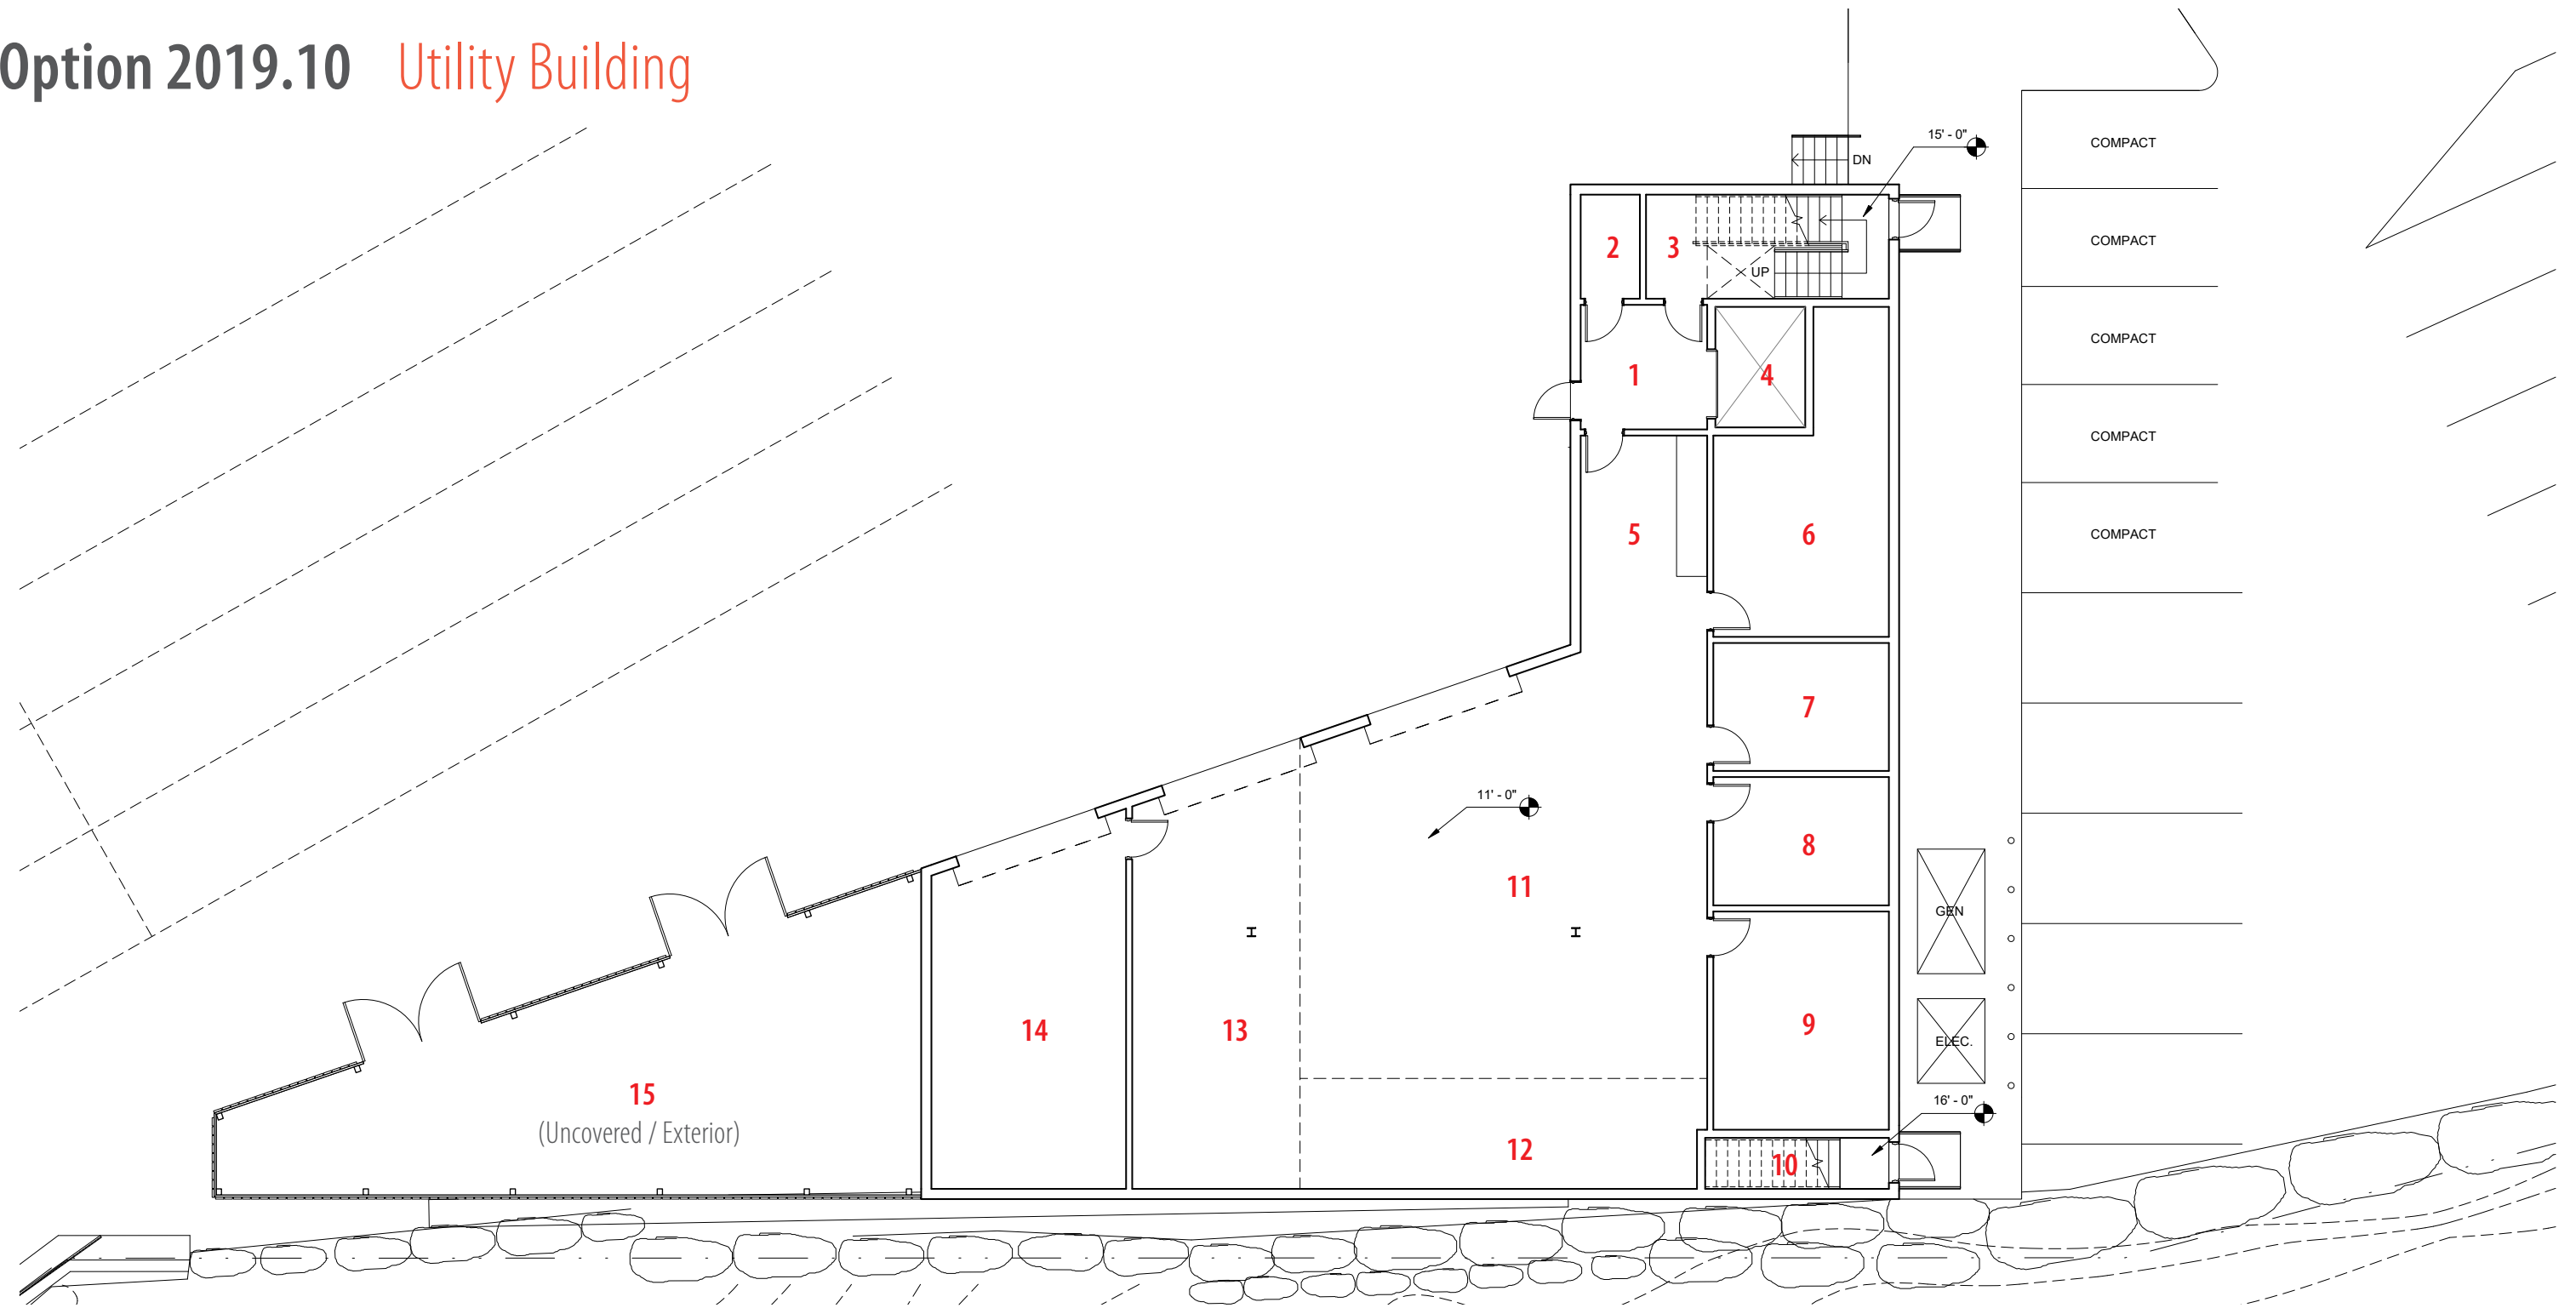 Option 2019.10 Utility Building
15' - 0"
COMPACT
DN
COMPACT
2
3
UP
COMPACT
1
4
COMPACT
5
6
COMPACT
7
11' - 0"
8
11
GEN
14
13
9
ELEC.
15
(Uncovered / Exterior)
16' - 0"
12
10